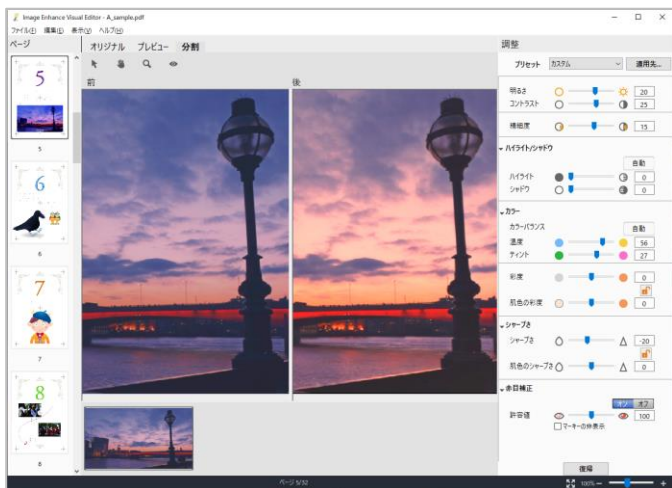 Image Enhance Visual Editor - A_sample.pdf
ファイル(F) 編集(E) 表示(V) ヘルプ(H)
ページ
オリジナル プレビュー 分割
調整
プリセット カスタム 適用先...
前
後
5
5
6
6
7
7
8
8
明るさ 20
コントラスト 25
精細度 15
ハイライト/シャドウ
自動
ハイライト 0
シャドウ 0
カラー
カラーバランス 自動
温度 56
ティント 27
彩度 0
肌色の彩度 0
シャープさ
シャープさ -20
肌色のシャープさ 0
赤目補正
オン オフ
許容値 100
マーカーの非表示
復帰
ページ 5/32
100%